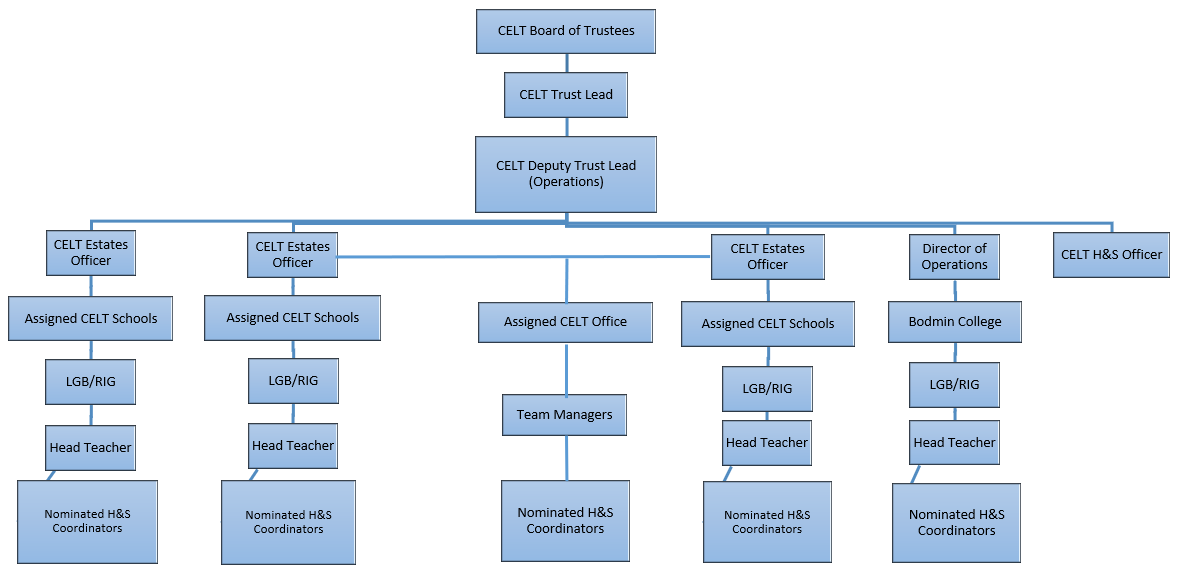 CELT Board of Trustees
CELT Trust Lead
CELT Deputy Trust Lead
(Operations)
CELT Estates
Officer
CELT Estates
Officer
CELT Estates
Officer
Director of
Operations
CELT H&S Officer
Assigned CELT Schools
Assigned CELT Schools
Assigned CELT Office
Assigned CELT Schools
Bodmin College
LGB/RIG
LGB/RIG
LGB/RIG
LGB/RIG
Team Managers
Head Teacher
Head Teacher
Head Teacher
Head Teacher
Nominated H&S
Coordinators
Nominated H&S
Coordinators
Nominated H&S
Coordinators
Nominated H&S
Coordinators
Nominated H&S
Coordinators